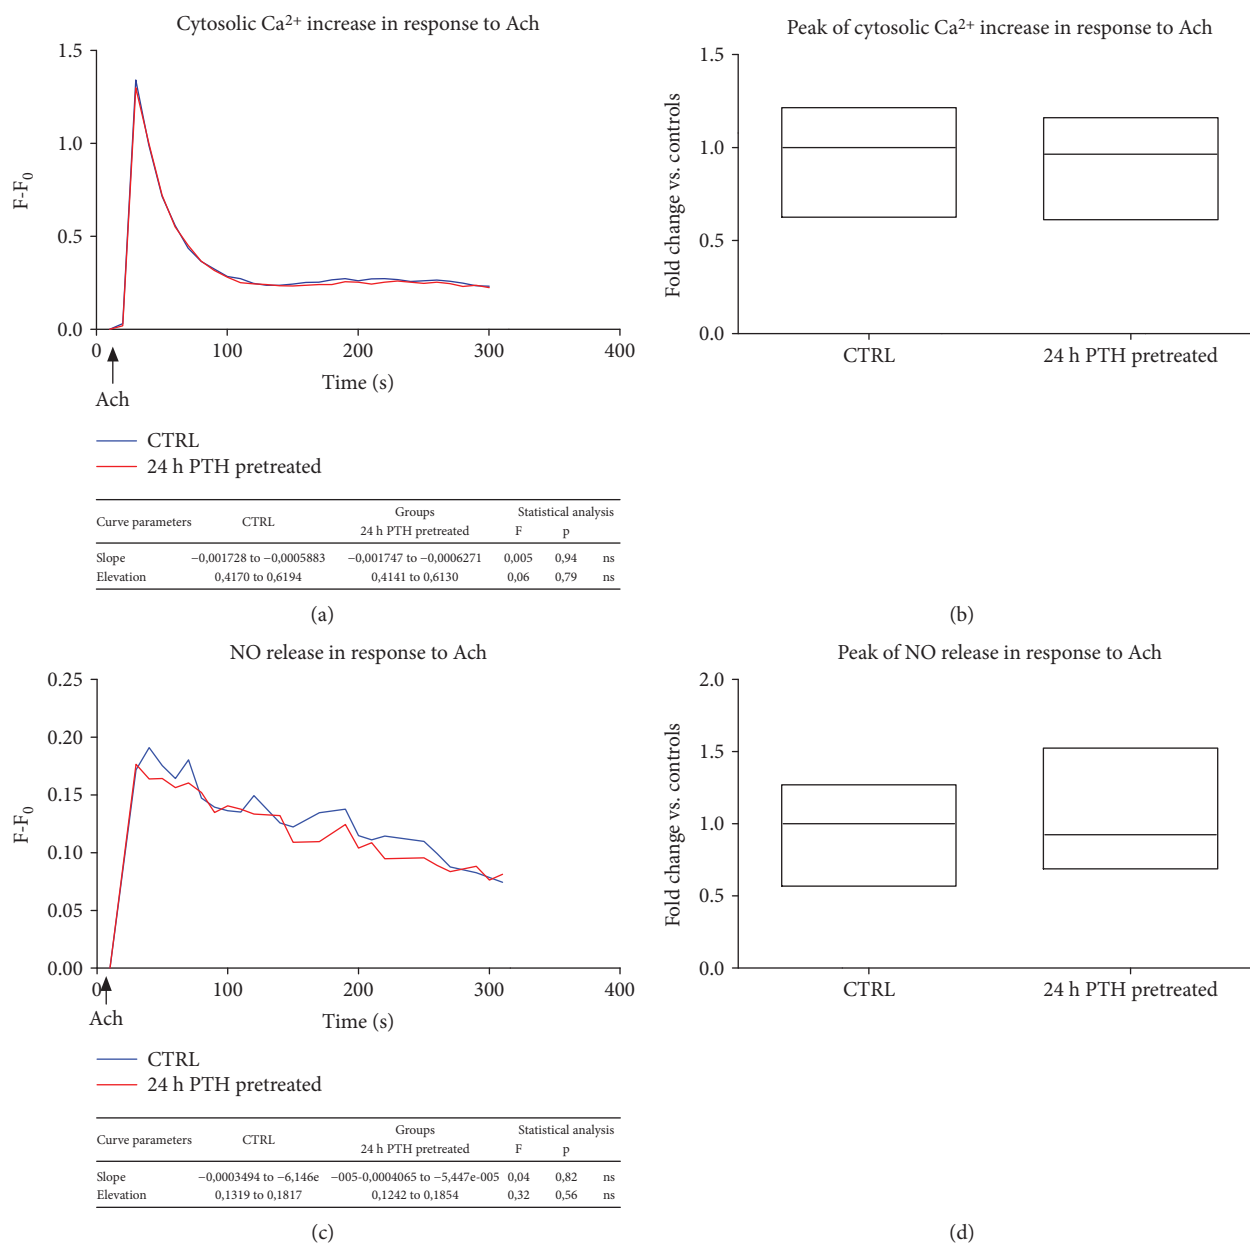 Cytosolic Ca2+ increase in response to Ach
1.5
1.0
0.5
0.0
F-F0
0
100
200
300
400
Time (s)
Ach
CTRL
24 h PTH pretreated
Curve parameters CTRL Groups Statistical analysis
24 h PTH pretreated F p
Slope −0,001728 to −0,0005883 −0,001747 to −0,0006271 0,005 0,94 ns
Elevation 0,4170 to 0,6194 0,4141 to 0,6130 0,06 0,79 ns
(a)
Peak of cytosolic Ca2+ increase in response to Ach
1.5
1.0
0.5
0.0
Fold change vs. controls
CTRL
24 h PTH pretreated
(b)
NO release in response to Ach
0.25
0.20
0.15
0.10
0.05
0.00
F-F0
0
100
200
300
400
Time (s)
Ach
CTRL
24 h PTH pretreated
Curve parameters CTRL Groups Statistical analysis
24 h PTH pretreated F p
Slope −0,0003494 to −6,146e −005-0,0004065 to −5,447e-005 0,04 0,82 ns
Elevation 0,1319 to 0,1817 0,1242 to 0,1854 0,32 0,56 ns
(c)
Peak of NO release in response to Ach
2.0
1.5
1.0
0.5
0.0
Fold change vs. controls
CTRL
24 h PTH pretreated
(d)